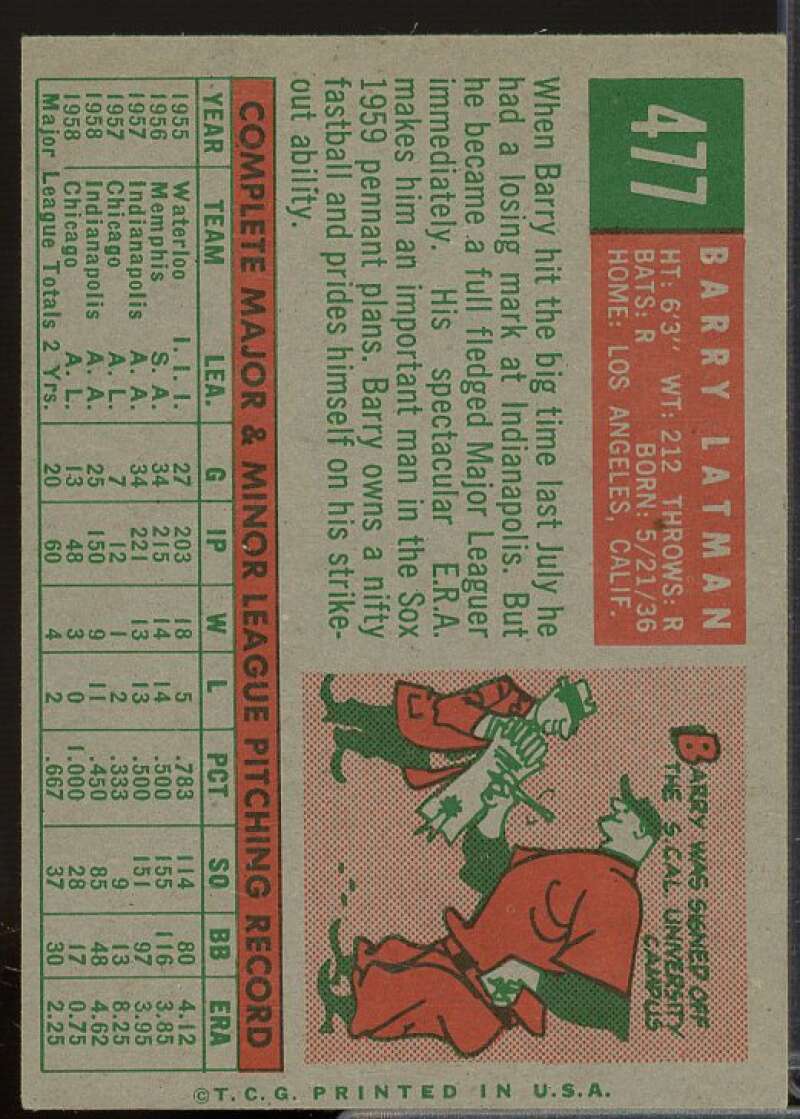 477
BARRY LATMAN
HT: 6'3" WT: 212 THROWS: R
BATS: R BORN: 5/21/36
HOME: LOS ANGELES, CALIF.
When Barry hit the big time last July he
had a losing mark at Indianapolis. But
he became a full fledged Major Leaguer
immediately. His spectacular E.R.A.
makes him an important man in the Sox
1959 pennant plans. Barry owns a nifty
fastball and prides himself on his strike-
out ability.
BARRY WAS SIGNED OFF
THE S. CAL UNIVERSITY
CAMPUS
COMPLETE MAJOR & MINOR LEAGUE PITCHING RECORD
YEAR TEAM LEA. G IP W L PCT SO BB ERA
1955 Waterloo I. I. I. 27 203 18 5 .783 114 80 4.12
1956 Memphis S. A. 34 215 14 14 .500 155 116 3.85
1957 Indianapolis A. A. 34 221 13 13 .500 151 97 3.95
1957 Chicago A. L. 7 12 1 2 .333 9 13 8.25
1958 Indianapolis A. A. 25 150 9 11 .450 85 48 4.62
1958 Chicago A. L. 13 48 3 0 1.000 28 17 0.75
Major League Totals 2 Yrs. 20 60 4 2 .667 37 30 2.25
©T. C. G. PRINTED IN U.S.A.